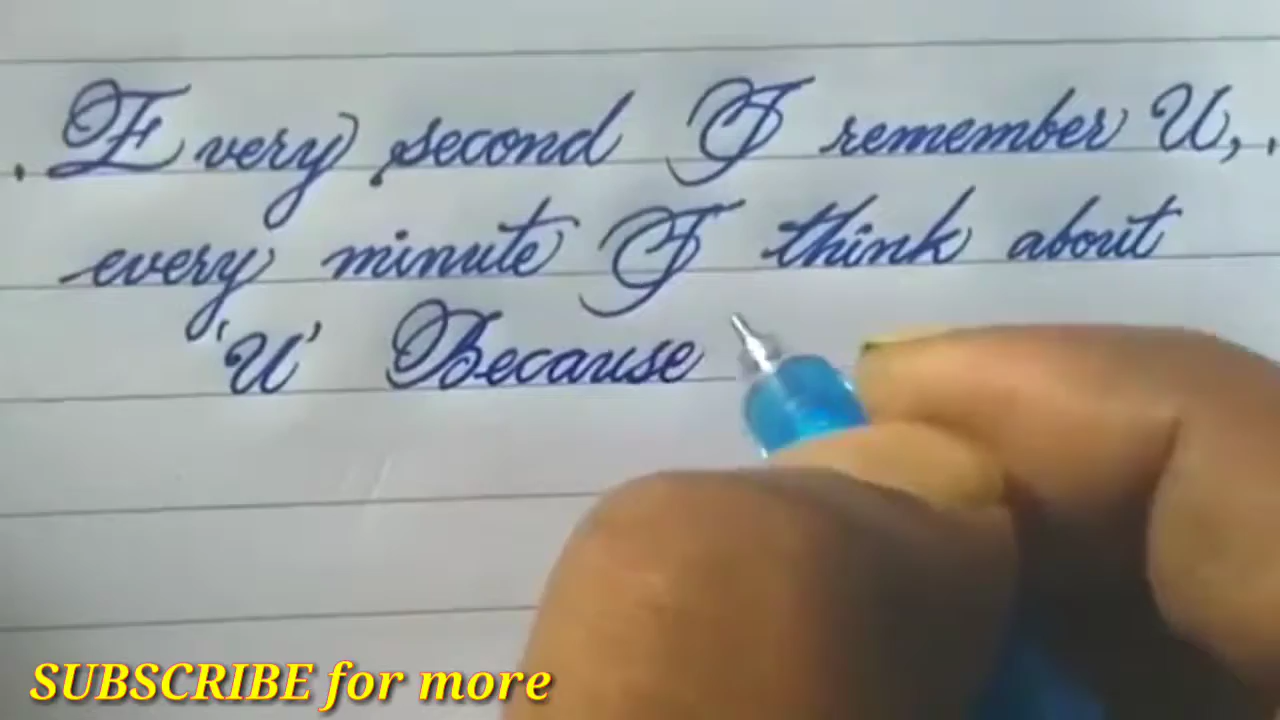 . Every second I remember U, .
every minute I think about
'U' Because
SUBSCRIBE for more